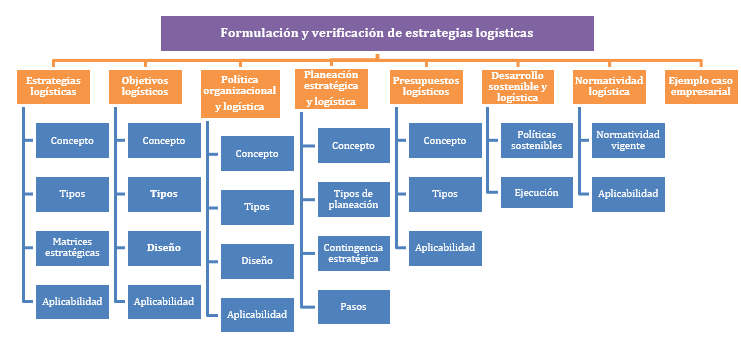 Formulación y verificación de estrategias logísticas
Estrategias
logísticas
Concepto
Tipos
Matrices
estratégicas
Aplicabilidad
Objetivos
logísticos
Concepto
Tipos
Diseño
Aplicabilidad
Política
organizacional
y logística
Concepto
Tipos
Diseño
Aplicabilidad
Planeación
estratégica
y logística
Concepto
Tipos de
planeación
Contingencia
estratégica
Pasos
Presupuestos
logísticos
Concepto
Tipos
Aplicabilidad
Desarrollo
sostenible y
logística
Políticas
sostenibles
Ejecución
Normatividad
logística
Normatividad
vigente
Aplicabilidad
Ejemplo caso
empresarial